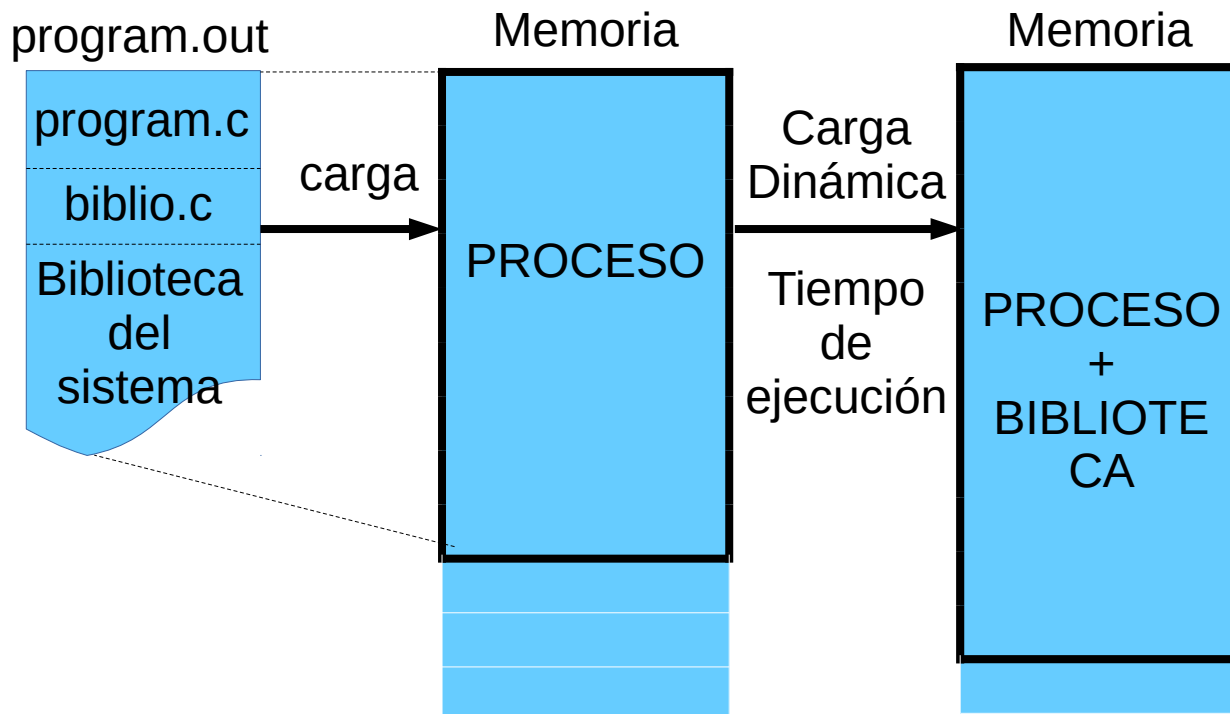 program.out
program.c
biblio.c
Biblioteca
del
sistema
carga
Memoria
PROCESO
Carga
Dinámica
Tiempo
de
ejecución
Memoria
PROCESO
+
BIBLIOTE
CA